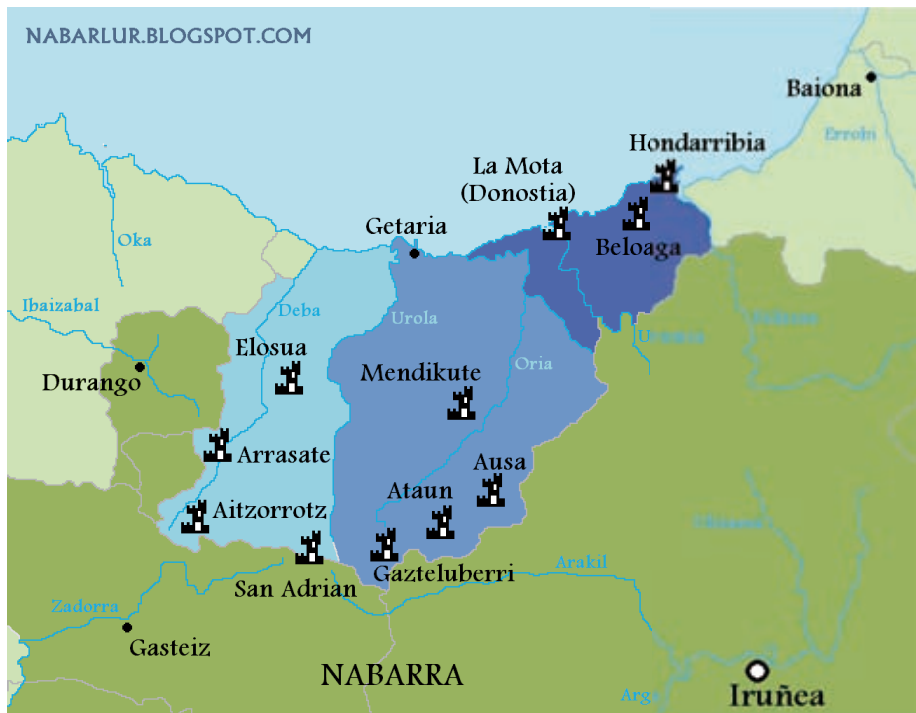 NABARLUR.BLOGSPOT.COM
Baiona
Errobi
Hondarribia
La Mota
(Donostia)
Getaria
Beloaga
Oka
Ibaizabal
Deba
Urola
Elosua
Mendikute
Oria
Durango
Arrasate
Ausa
Ataun
Aitzorrotz
San Adrian
Gazteluberri
Arakil
Zadorra
Gasteiz
NABARRA
Iruñea